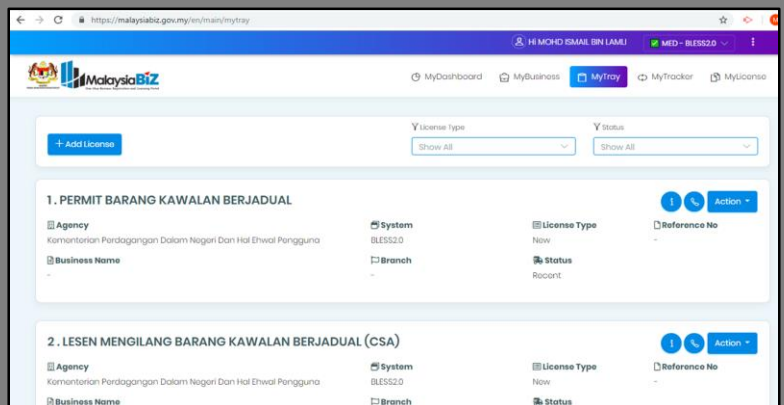 https://malaysiabiz.gov.my/en/main/mytray
Hi MOHD ISMAIL BIN LAMLI
MED - BLESS2.0
MalaysiaBiZ
MyDashboard
MyBusiness
MyTray
MyTracker
MyLicense
+ Add License
License Type
Status
Show All
Show All
1 . PERMIT BARANG KAWALAN BERJADUAL
Action
Agency
System
License Type
Reference No
Kementerian Perdagangan Dalam Negeri Dan Hal Ehwal Pengguna
BLESS2.0
New
-
Business Name
Branch
Status
-
-
Recent
2 . LESEN MENGILANG BARANG KAWALAN BERJADUAL (CSA)
Action
Agency
System
License Type
Reference No
Kementerian Perdagangan Dalam Negeri Dan Hal Ehwal Pengguna
BLESS2.0
New
-
Business Name
Branch
Status